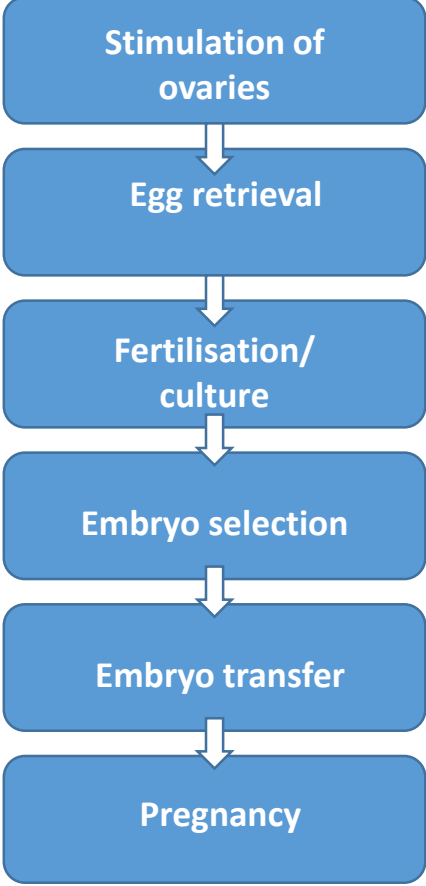 Stimulation of
ovaries
Egg retrieval
Fertilisation/
culture
Embryo selection
Embryo transfer
Pregnancy